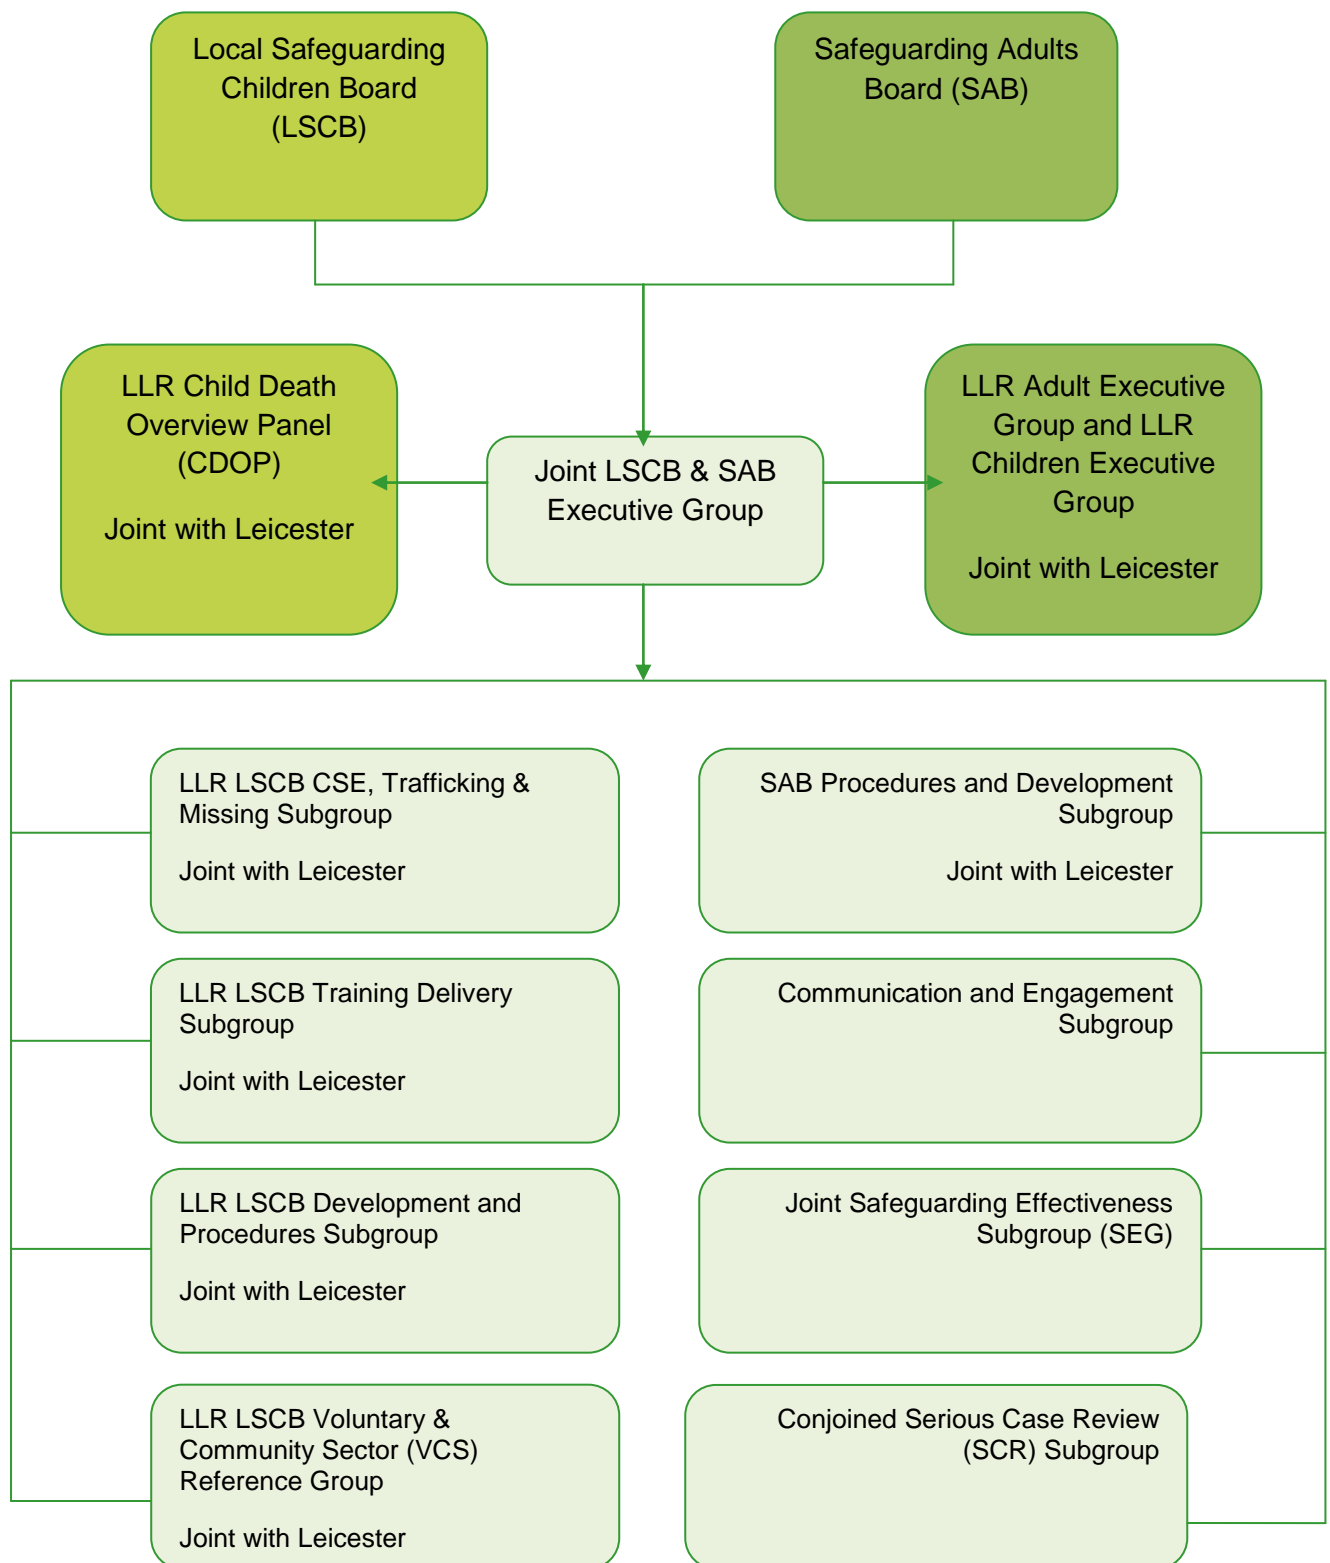 Local Safeguarding
Children Board
(LSCB)
Safeguarding Adults
Board (SAB)
LLR Child Death
Overview Panel
(CDOP)
Joint with Leicester
Joint LSCB & SAB
Executive Group
LLR Adult Executive
Group and LLR
Children Executive
Group
Joint with Leicester
LLR LSCB CSE, Trafficking &
Missing Subgroup
Joint with Leicester
SAB Procedures and Development
Subgroup
Joint with Leicester
LLR LSCB Training Delivery
Subgroup
Joint with Leicester
Communication and Engagement
Subgroup
LLR LSCB Development and
Procedures Subgroup
Joint with Leicester
Joint Safeguarding Effectiveness
Subgroup (SEG)
LLR LSCB Voluntary &
Community Sector (VCS)
Reference Group
Joint with Leicester
Conjoined Serious Case Review
(SCR) Subgroup